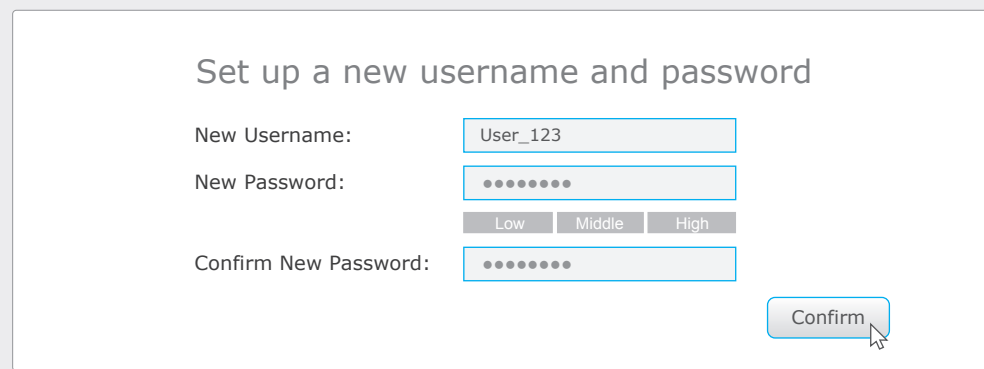 Set up a new username and password
New Username: User_123
New Password: ●●●●●●●●
Low Middle High
Confirm New Password: ●●●●●●●●
Confirm